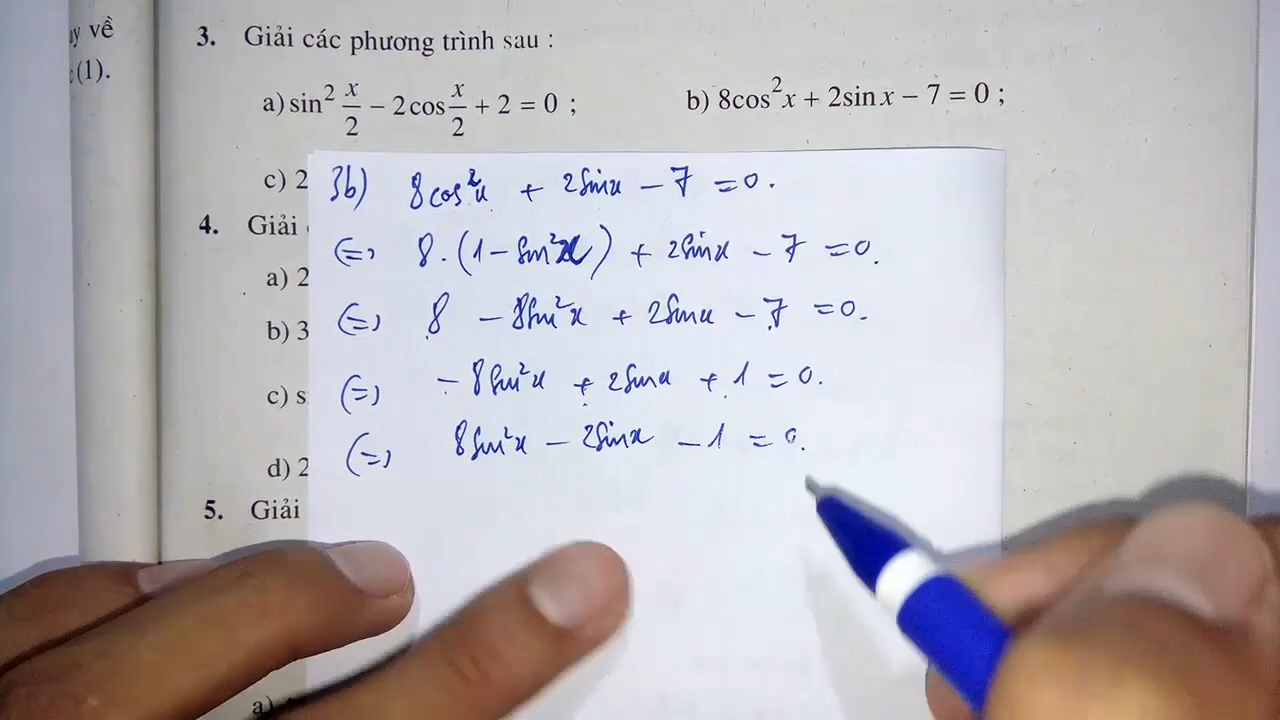 y về
(1).
3. Giải các phương trình sau :
a) sin² x/2 − 2cos x/2 + 2 = 0 ;
b) 8cos²x + 2sinx − 7 = 0 ;
c) 2
4. Giải
a) 2
b) 3
c) s
d) 2
5. Giải
a)
3b) 8cos²x + 2sinx − 7 = 0.
(=) 8.(1 − sin²x) + 2sinx − 7 = 0.
(=) 8 − 8sin²x + 2sinx − 7 = 0.
(=) − 8sin²x + 2sinx + 1 = 0.
(=) 8sin²x − 2sinx − 1 = 0.